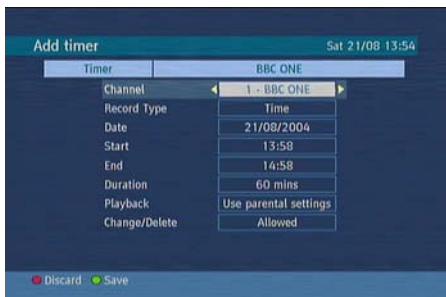 Add timer Sat 21/08 13:54
Timer BBC ONE
Channel 1 - BBC ONE
Record Type Time
Date 21/08/2004
Start 13:58
End 14:58
Duration 60 mins
Playback Use parental settings
Change/Delete Allowed
Discard Save